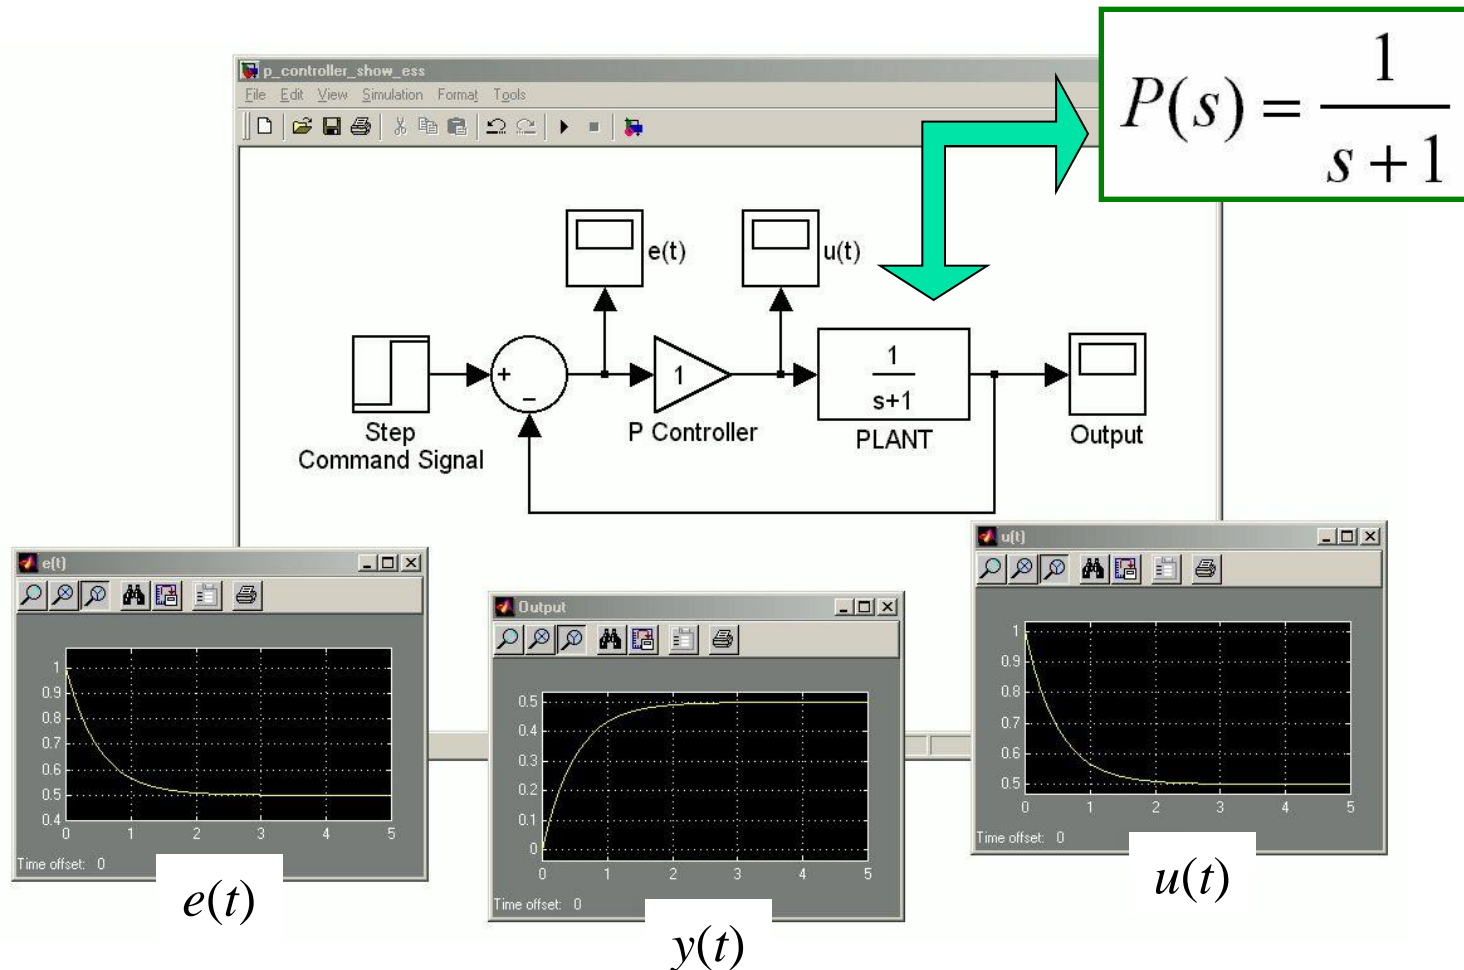 p_controller_show_ess
File Edit View Simulation Format Tools
P(s) = 1 / (s + 1)
e(t)
u(t)
+
−
1
1
s+1
Step
Command Signal
P Controller
PLANT
Output
e(t)
1
0.9
0.8
0.7
0.6
0.5
0.4
0 1 2 3 4 5
Time offset: 0
e(t)
Output
0.5
0.4
0.3
0.2
0.1
0
0 1 2 3 4 5
Time offset: 0
y(t)
u(t)
1
0.9
0.8
0.7
0.6
0.5
0 1 2 3 4 5
Time offset: 0
u(t)